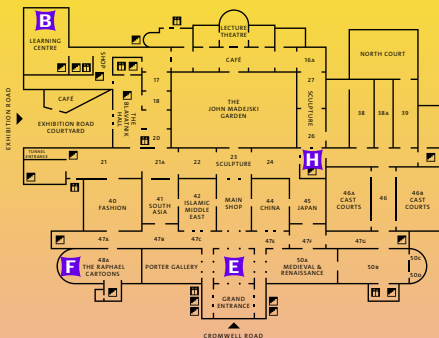 B
LEARNING
CENTRE
SHOP
LECTURE
THEATRE
CAFÉ
16A
NORTH COURT
17
18
THE
BLAVATNIK
HALL
20
THE
JOHN MADEJSKI
GARDEN
27
SCULPTURE
26
38
38A
39
EXHIBITION ROAD
CAFÉ
EXHIBITION ROAD
COURTYARD
TUNNEL
ENTRANCE
21
21A
22
23
SCULPTURE
24
H
40
FASHION
41
SOUTH
ASIA
42
ISLAMIC
MIDDLE
EAST
MAIN
SHOP
44
CHINA
45
JAPAN
46A
CAST
COURTS
46
46B
CAST
COURTS
47A
47B
47C
47E
47F
47G
F
48A
THE RAPHAEL
CARTOONS
PORTER GALLERY
E
50A
MEDIEVAL &
RENAISSANCE
50B
50C
50D
GRAND
ENTRANCE
CROMWELL ROAD